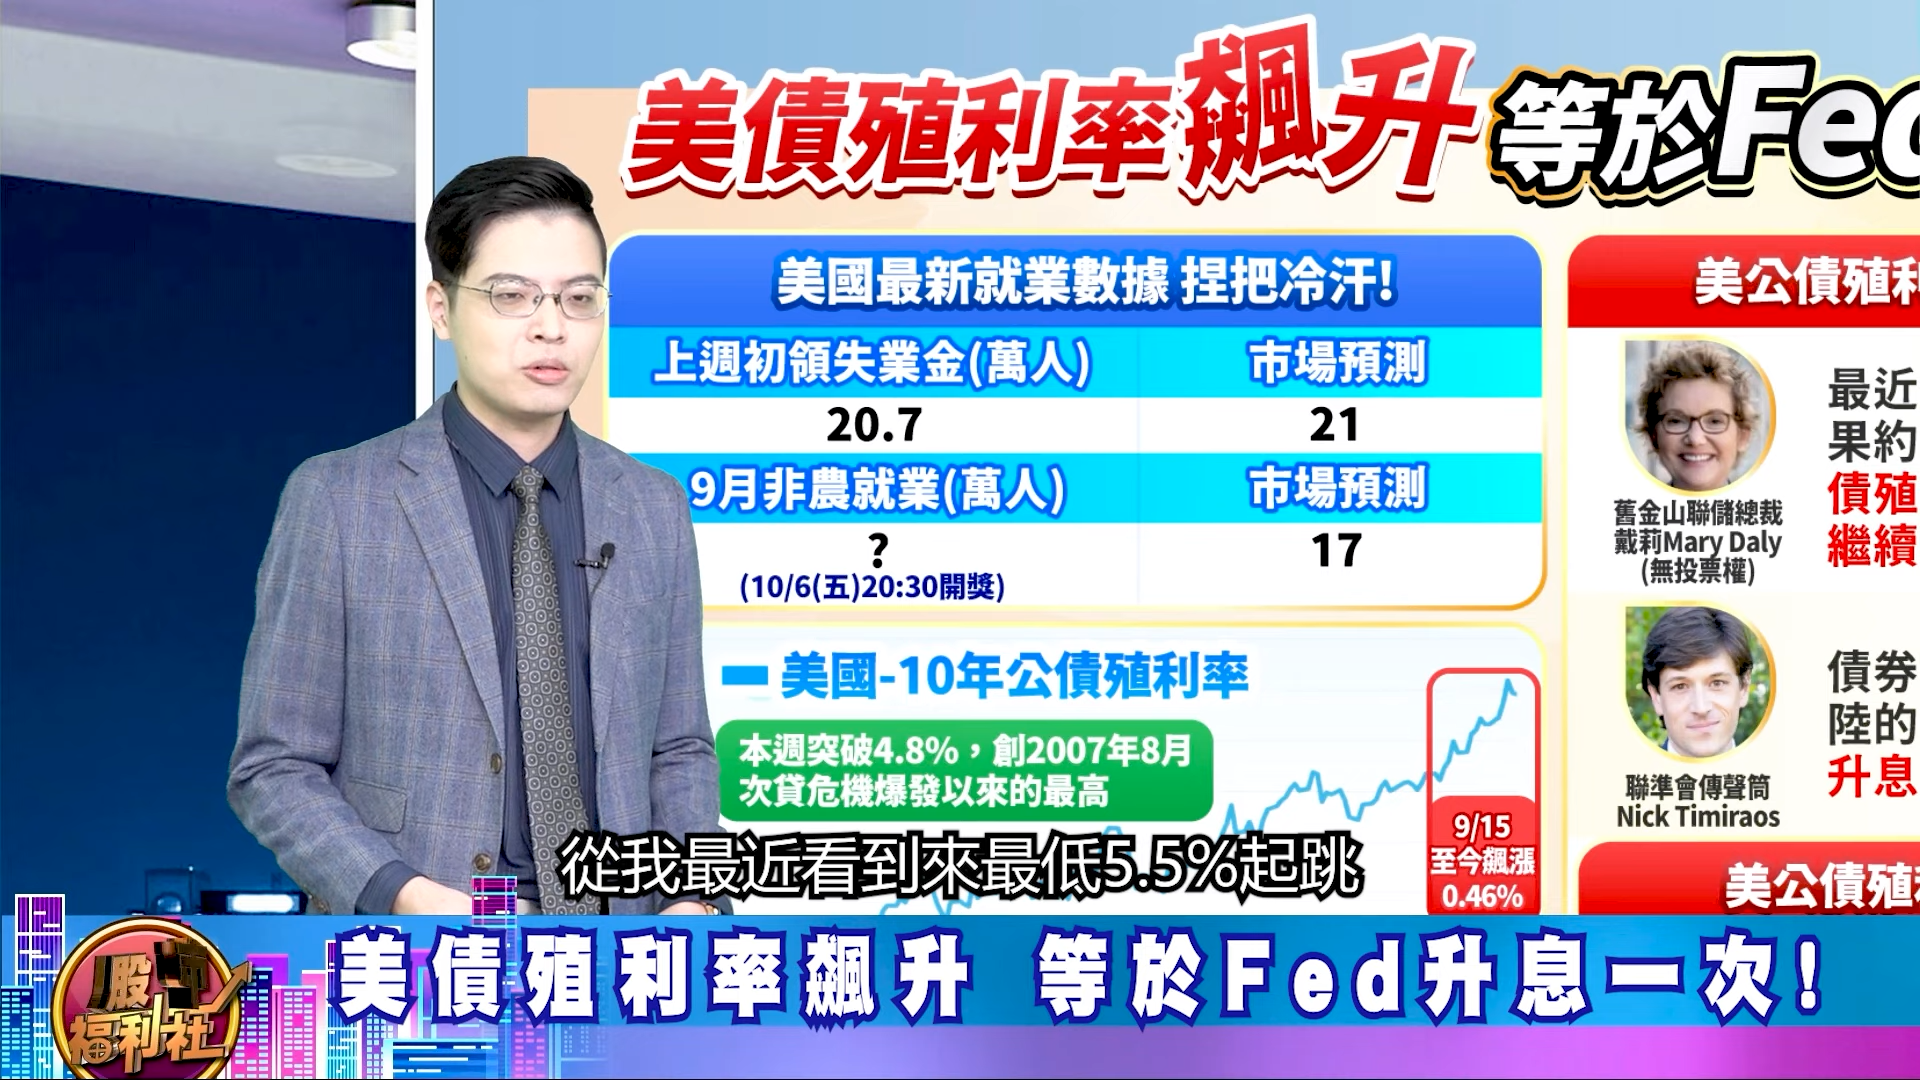 美債殖利率飆升 等於Fed
美國最新就業數據 捏把冷汗!
上週初領失業金(萬人) 市場預測
20.7 21
9月非農就業(萬人) 市場預測
? 17
(10/6(五)20:30開獎)
美國-10年公債殖利率
本週突破4.8%，創2007年8月
次貸危機爆發以來的最高
9/15
至今飆漲
0.46%
美公債殖利
最近
果約
債殖
繼續
舊金山聯儲總裁
戴莉Mary Daly
(無投票權)
債券
陸的
升息
聯準會傳聲筒
Nick Timiraos
美公債殖
從我最近看到來最低5.5%起跳
美債殖利率飆升 等於Fed升息一次!
股市
福利社